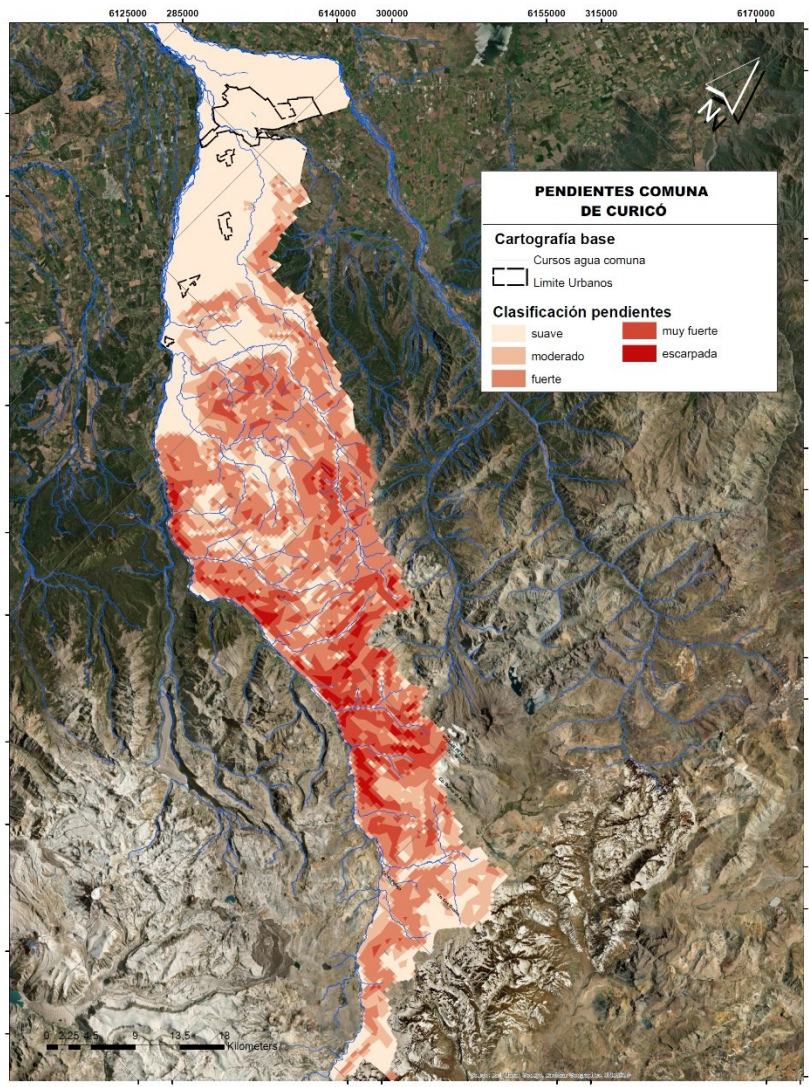 6125000 285000 6140000 300000 6155000 315000 6170000
N
PENDIENTES COMUNA
DE CURICÓ
Cartografía base
Cursos agua comuna
Limite Urbanos
Clasificación pendientes
suave
muy fuerte
moderado
escarpada
fuerte
0 2,25 4,5 9 13,5 18
Kilometers